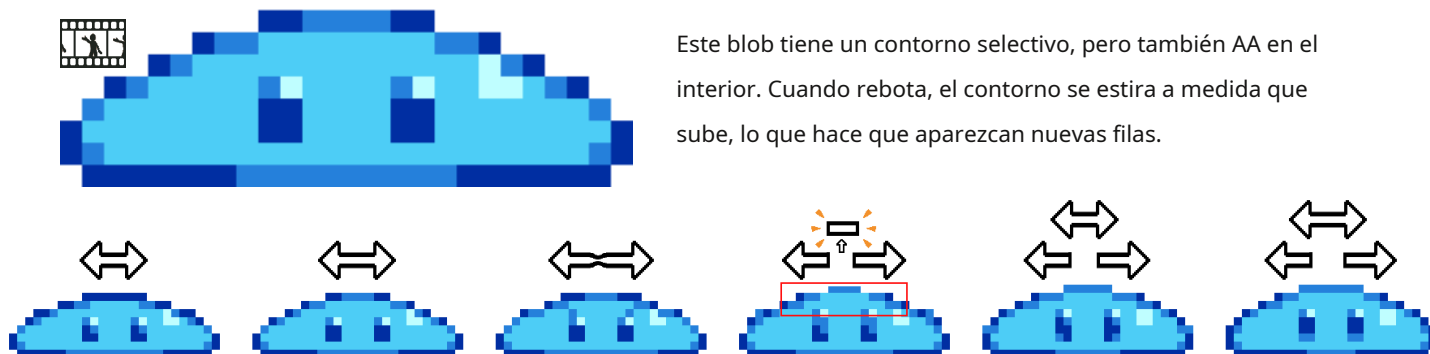 Este blob tiene un contorno selectivo, pero también AA en el
interior. Cuando rebota, el contorno se estira a medida que
sube, lo que hace que aparezcan nuevas filas.